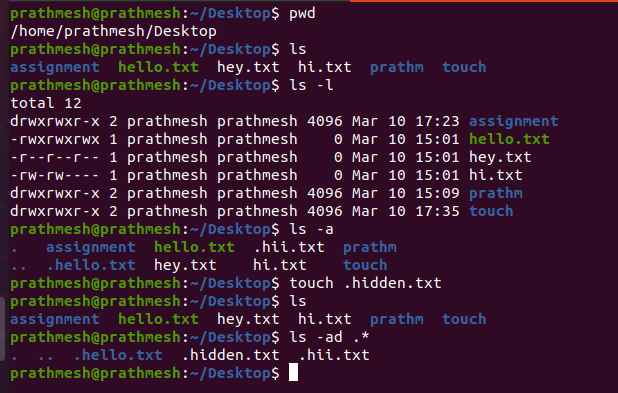 prathmesh@prathmesh:~/Desktop$ pwd
/home/prathmesh/Desktop
prathmesh@prathmesh:~/Desktop$ ls
assignment  hello.txt  hey.txt  hi.txt  prathm  touch
prathmesh@prathmesh:~/Desktop$ ls -l
total 12
drwxrwxr-x 2 prathmesh prathmesh 4096 Mar 10 17:23 assignment
-rwxrwxrwx 1 prathmesh prathmesh    0 Mar 10 15:01 hello.txt
-r--r--r-- 1 prathmesh prathmesh    0 Mar 10 15:01 hey.txt
-rw-rw---- 1 prathmesh prathmesh    0 Mar 10 15:01 hi.txt
drwxrwxr-x 2 prathmesh prathmesh 4096 Mar 10 15:09 prathm
drwxrwxr-x 2 prathmesh prathmesh 4096 Mar 10 17:35 touch
prathmesh@prathmesh:~/Desktop$ ls -a
.   assignment  hello.txt  .hii.txt  prathm
..  .hello.txt  hey.txt    hi.txt    touch
prathmesh@prathmesh:~/Desktop$ touch .hidden.txt
prathmesh@prathmesh:~/Desktop$ ls
assignment  hello.txt  hey.txt  hi.txt  prathm  touch
prathmesh@prathmesh:~/Desktop$ ls -ad .*
.  ..  .hello.txt  .hidden.txt  .hii.txt
prathmesh@prathmesh:~/Desktop$